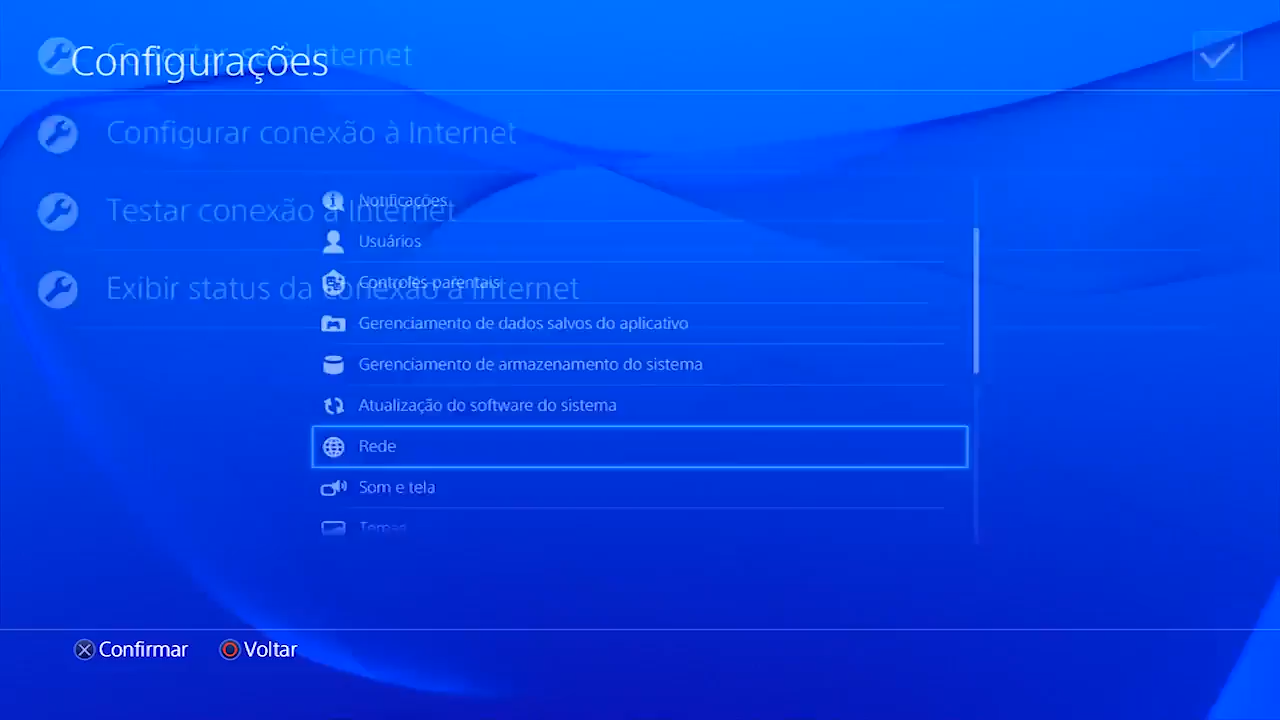 Configurações
Conectar-se à Internet
Configurar conexão à Internet
Testar conexão à Internet
Exibir status da conexão à Internet
Notificações
Usuários
Controles parentais
Gerenciamento de dados salvos do aplicativo
Gerenciamento de armazenamento do sistema
Atualização do software do sistema
Rede
Som e tela
Temas
Confirmar
Voltar